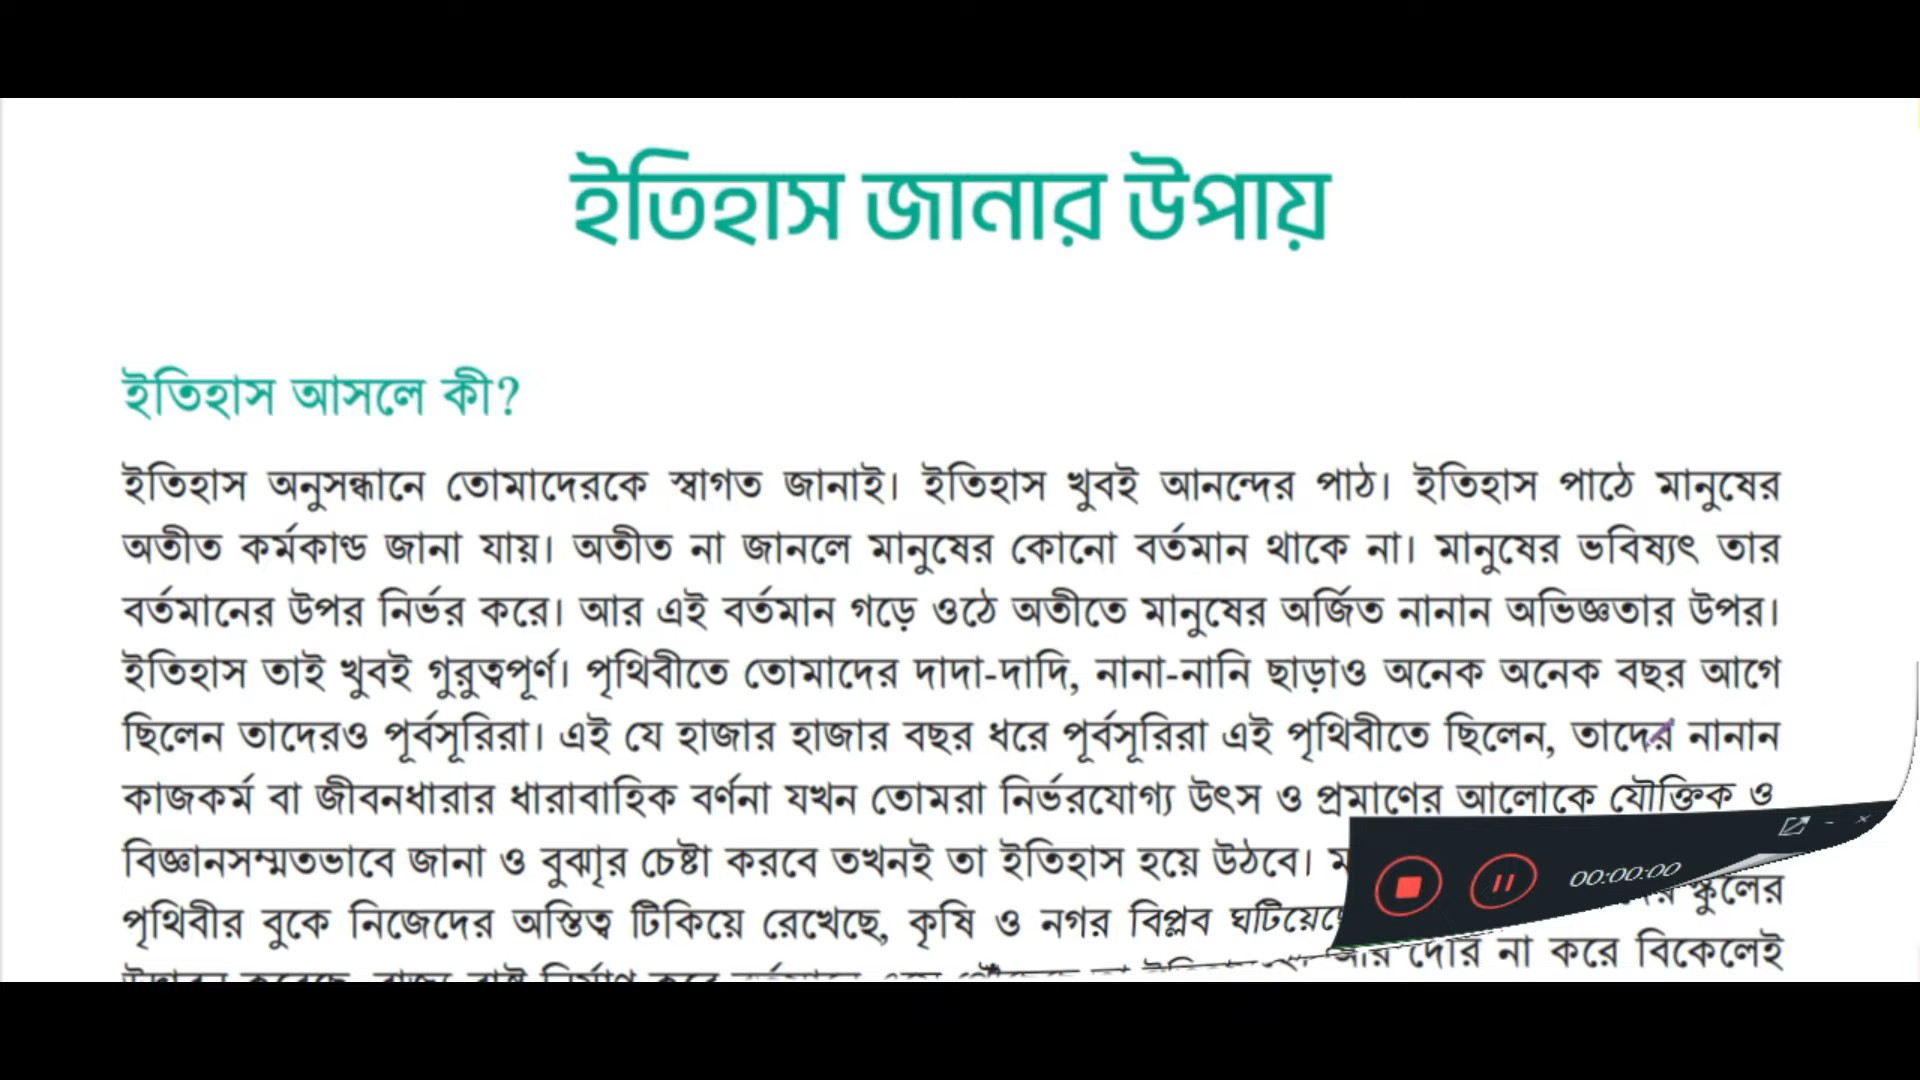 ইতিহাস জানার উপায়
ইতিহাস আসলে কী?
ইতিহাস অনুসন্ধানে তোমাদেরকে স্বাগত জানাই। ইতিহাস খুবই আনন্দের পাঠ। ইতিহাস পাঠে মানুষের
অতীত কর্মকাণ্ড জানা যায়। অতীত না জানলে মানুষের কোনো বর্তমান থাকে না। মানুষের ভবিষ্যৎ তার
বর্তমানের উপর নির্ভর করে। আর এই বর্তমান গড়ে ওঠে অতীতে মানুষের অর্জিত নানান অভিজ্ঞতার উপর।
ইতিহাস তাই খুবই গুরুত্বপূর্ণ। পৃথিবীতে তোমাদের দাদা-দাদি, নানা-নানি ছাড়াও অনেক অনেক বছর আগে
ছিলেন তাদেরও পূর্বসূরিরা। এই যে হাজার হাজার বছর ধরে পূর্বসূরিরা এই পৃথিবীতে ছিলেন, তাদের নানান
কাজকর্ম বা জীবনধারার ধারাবাহিক বর্ণনা যখন তোমরা নির্ভরযোগ্য উৎস ও প্রমাণের আলোকে যৌক্তিক ও
বিজ্ঞানসম্মতভাবে জানা ও বুঝার চেষ্টা করবে তখনই তা ইতিহাস হয়ে উঠবে।
00:00:00
পৃথিবীর বুকে নিজেদের অস্তিত্ব টিকিয়ে রেখেছে, কৃষি ও নগর বিপ্লব স্কুলের
না করে বিকেলেই